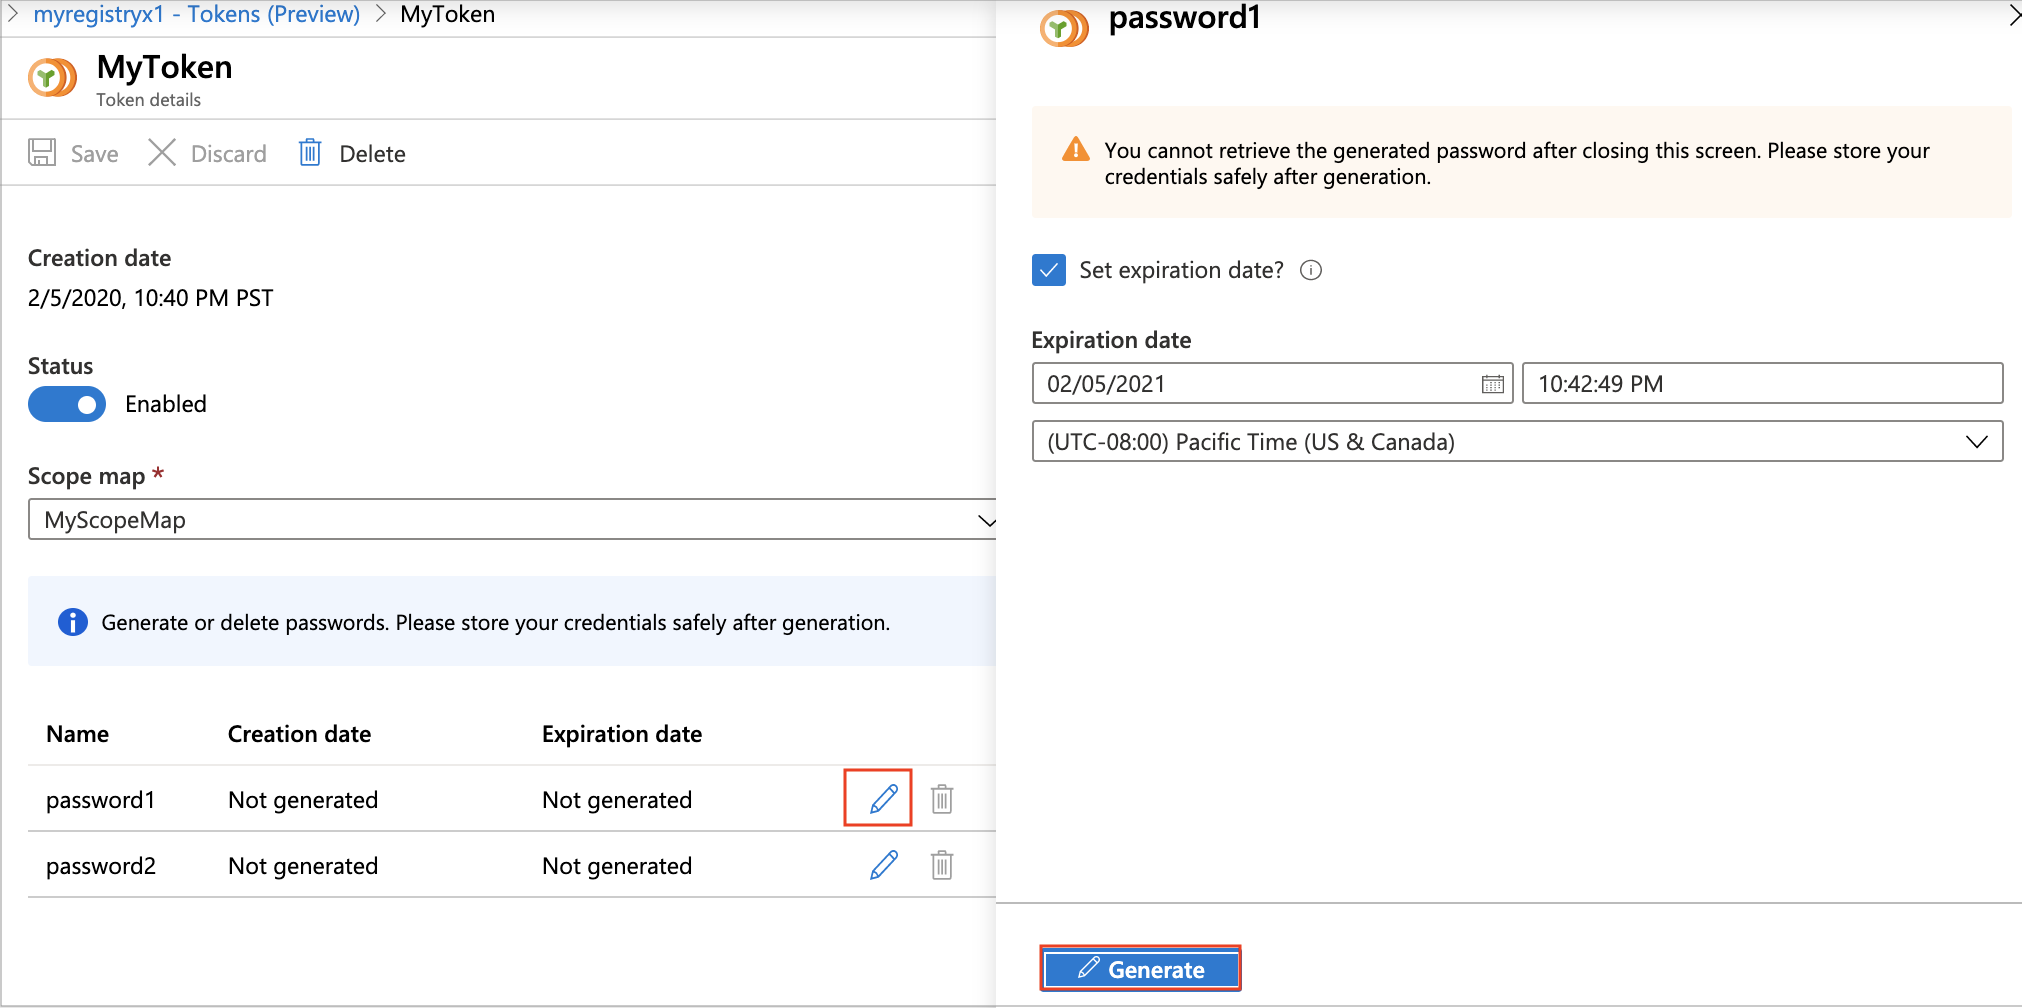 myregistryx1 - Tokens (Preview) > MyToken
MyToken
Token details
Save Discard Delete
Creation date
2/5/2020, 10:40 PM PST
Status
Enabled
Scope map *
MyScopeMap
Generate or delete passwords. Please store your credentials safely after generation.
Name Creation date Expiration date
password1 Not generated Not generated
password2 Not generated Not generated
password1
You cannot retrieve the generated password after closing this screen. Please store your
credentials safely after generation.
Set expiration date?
Expiration date
02/05/2021 10:42:49 PM
(UTC-08:00) Pacific Time (US & Canada)
Generate